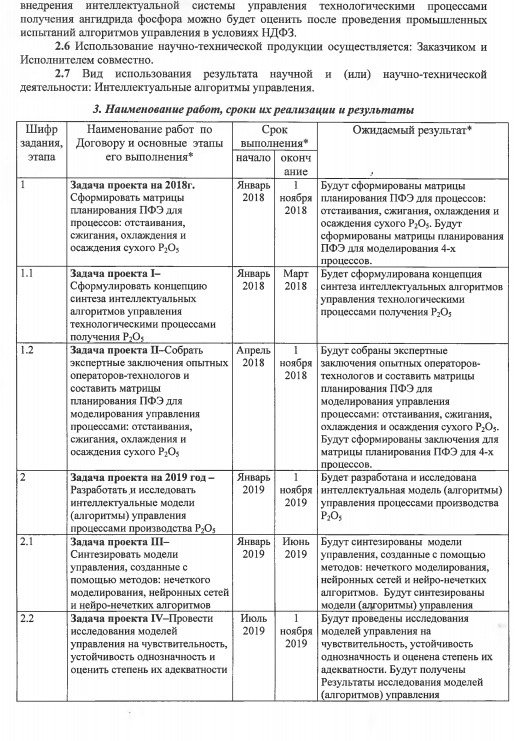 внедрения интеллектуальной системы управления технологическими процессами
получения ангидрида фосфора можно будет оценить после проведения промышленных
испытаний алгоритмов управления в условиях НДФЗ.
2.6 Использование научно-технической продукции осуществляется: Заказчиком и
Исполнителем совместно.
2.7 Вид использования результата научной и (или) научно-технической
деятельности: Интеллектуальные алгоритмы управления.
3. Наименование работ, сроки их реализации и результаты
Шифр
задания,
этапа
Наименование работ по
Договору и основные этапы
его выполнения*
Срок
выполнения*
начало
оконч
ание
Ожидаемый результат*
1
Задача проекта на 2018г.
Сформировать матрицы
планирования ПФЭ для
процессов: отстаивания,
сжигания, охлаждения и
осаждения сухого P₂O₅
Январь
2018
1
ноября
2018
Будут сформированы матрицы
планирования ПФЭ для процессов:
отстаивания, сжигания, охлаждения и
осаждения сухого P₂O₅. Будут
сформированы матрицы планирования
ПФЭ для моделирования 4-х
процессов.
1.1
Задача проекта I–
Сформулировать концепцию
синтеза интеллектуальных
алгоритмов управления
технологическими процессами
получения P₂O₅
Январь
2018
Март
2018
Будет сформулирована концепция
синтеза интеллектуальных алгоритмов
управления технологическими
процессами получения P₂O₅
1.2
Задача проекта II–Собрать
экспертные заключения опытных
операторов-технологов и
составить матрицы
планирования ПФЭ для
моделирования управления
процессами: отстаивания,
сжигания, охлаждения и
осаждения сухого P₂O₅
Апрель
2018
1
ноября
2018
Будут собраны экспертные
заключения опытных операторов-
технологов и составить матрицы
планирования ПФЭ для
моделирования управления
процессами: отстаивания, сжигания,
охлаждения и осаждения сухого P₂O₅.
Будут сформированы заключения для
матрицы планирования ПФЭ для 4-х
процессов.
2
Задача проекта на 2019 год –
Разработать и исследовать
интеллектуальные модели
(алгоритмы) управления
процессами производства P₂O₅
Январь
2019
1
ноября
2019
Будет разработана и исследована
интеллектуальная модель (алгоритмы)
управления процессами производства
P₂O₅
2.1
Задача проекта III–
Синтезировать модели
управления, созданные с
помощью методов: нечеткого
моделирования, нейронных сетей
и нейро-нечетких алгоритмов
Январь
2019
Июнь
2019
Будут синтезированы модели
управления, созданные с помощью
методов: нечеткого моделирования,
нейронных сетей и нейро-нечетких
алгоритмов. Будут синтезированы
модели (алгоритмы) управления
2.2
Задача проекта IV–Провести
исследования моделей
управления на чувствительность,
устойчивость однозначность и
оценить степень их адекватности
Июль
2019
1
ноября
2019
Будут проведены исследования
моделей управления на
чувствительность, устойчивость
однозначность и оценена степень их
адекватности. Будут получены
Результаты исследования моделей
(алгоритмов) управления